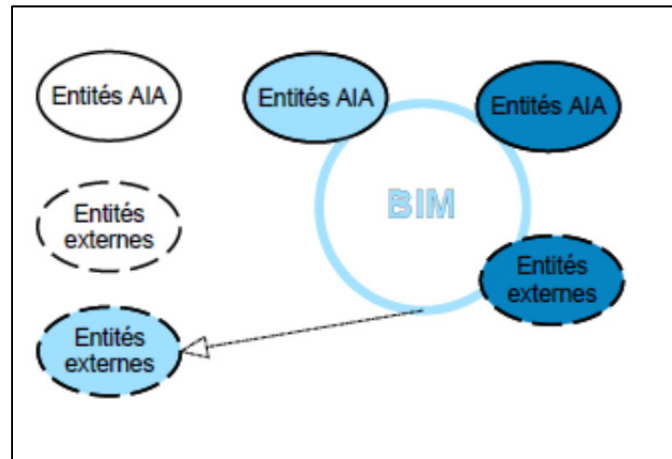 Entités AIA
Entités AIA
Entités AIA
BIM
Entités
externes
Entités
externes
Entités
externes